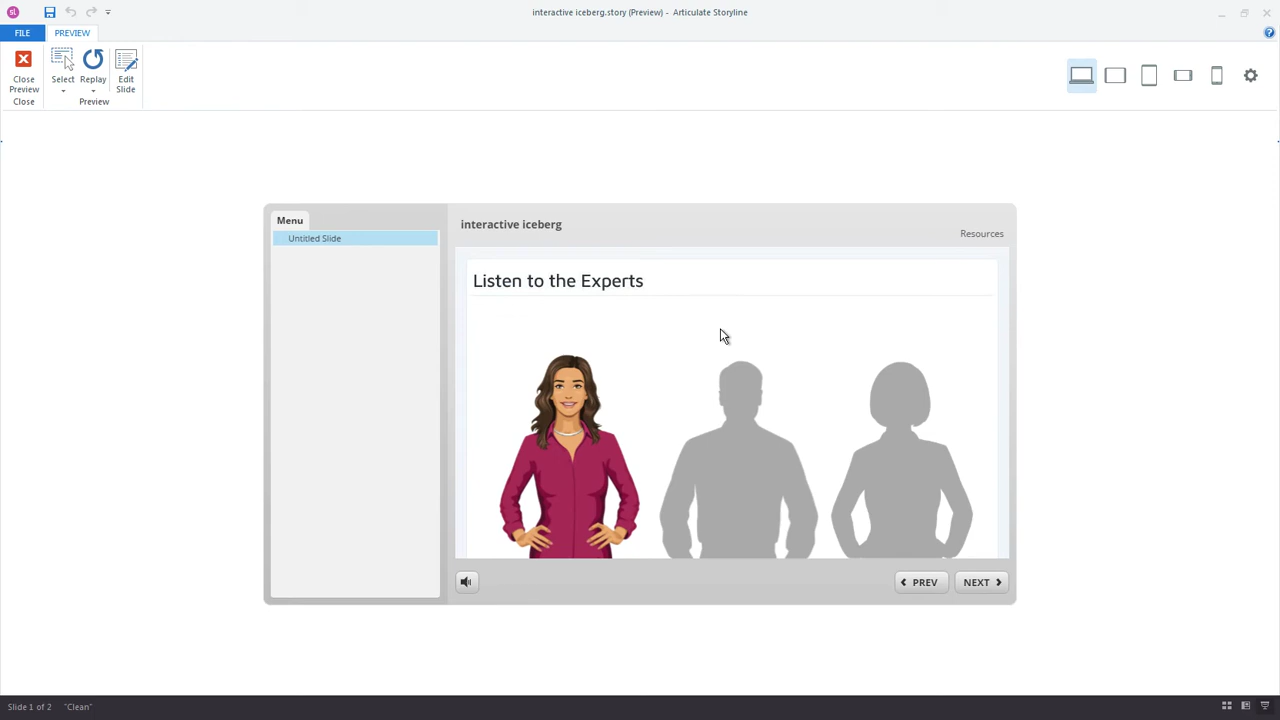 sl
interactive iceberg.story (Preview) - Articulate Storyline
FILE
PREVIEW
Close Preview
Select
Replay
Edit Slide
Close
Preview
Menu
Untitled Slide
interactive iceberg
Resources
Listen to the Experts
PREV
NEXT
Slide 1 of 2
"Clean"